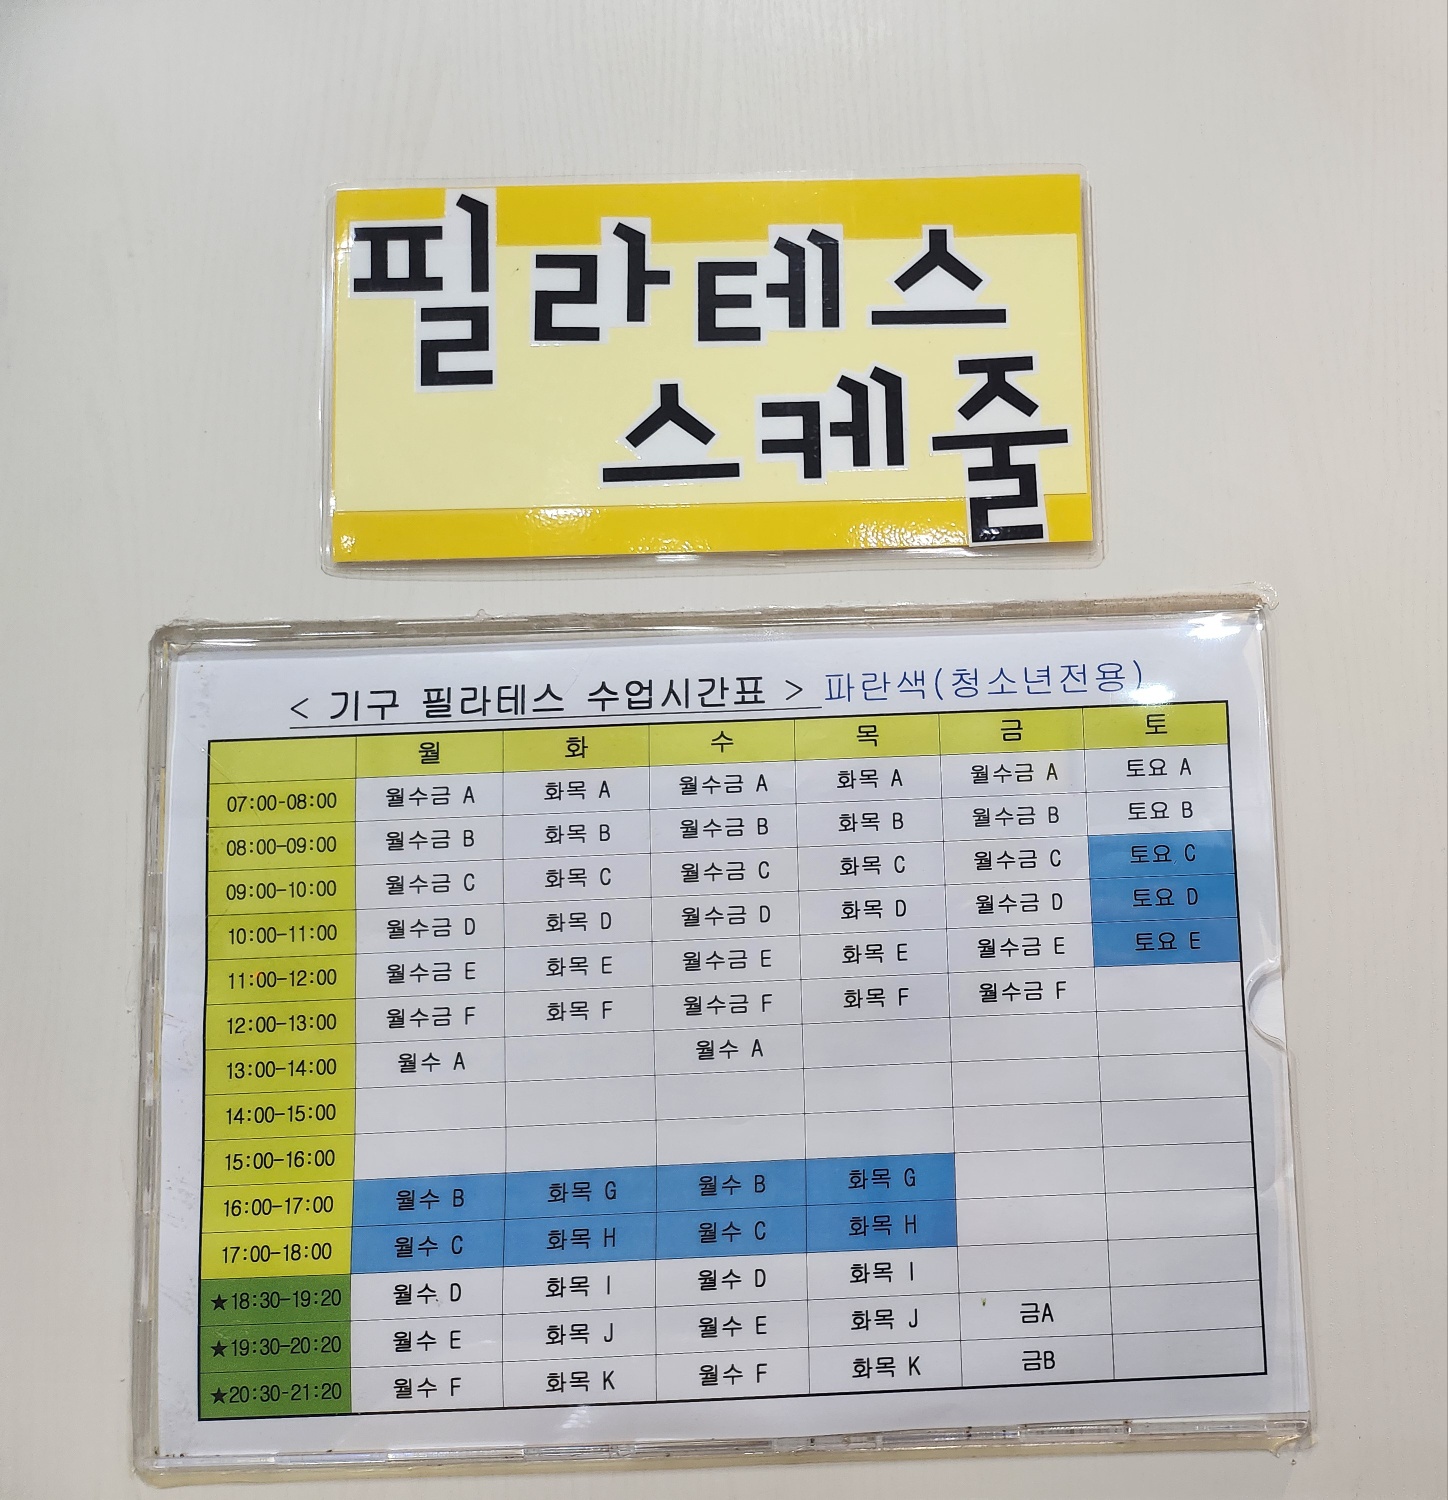 필라테스
스케줄
< 기구 필라테스 수업시간표 > 파란색(청소년전용)
월 화 수 목 금 토
07:00-08:00 월수금 A 화목 A 월수금 A 화목 A 월수금 A 토요 A
08:00-09:00 월수금 B 화목 B 월수금 B 화목 B 월수금 B 토요 B
09:00-10:00 월수금 C 화목 C 월수금 C 화목 C 월수금 C 토요 C
10:00-11:00 월수금 D 화목 D 월수금 D 화목 D 월수금 D 토요 D
11:00-12:00 월수금 E 화목 E 월수금 E 화목 E 월수금 E 토요 E
12:00-13:00 월수금 F 화목 F 월수금 F 화목 F 월수금 F
13:00-14:00 월수 A 월수 A
14:00-15:00
15:00-16:00
16:00-17:00 월수 B 화목 G 월수 B 화목 G
17:00-18:00 월수 C 화목 H 월수 C 화목 H
★18:30-19:20 월수 D 화목 I 월수 D 화목 I
★19:30-20:20 월수 E 화목 J 월수 E 화목 J 금A
★20:30-21:20 월수 F 화목 K 월수 F 화목 K 금B